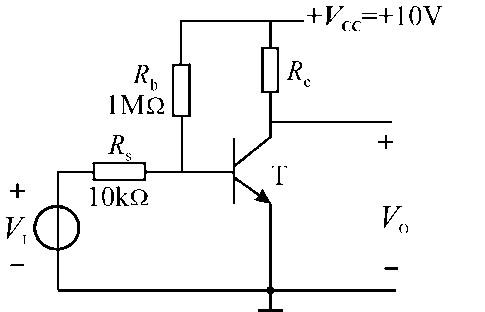 +V_CC=+10V
R_b
R_c
1MΩ
R_s
+
T
+
10kΩ
V_I
V_O
−
−